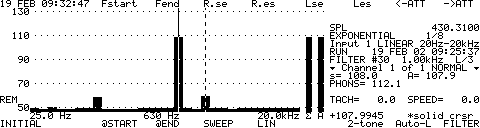 19 FEB 09:32:47 Fstart Fend R.se R.es Lse Les <-ATT ->ATT
130
110
90
70
50
REM
25.0 Hz 630 Hz 20.0kHz Σ A
SPL 430.3100
EXPONENTIAL 1/8
Input 1 LINEAR 20Hz-20kHz
RUN 19 FEB 02 09:25:37
FILTER #30 1.00kHz L/3
▾ Channel 1 of 1 NORMAL ▾
s= 108.0 A= 107.9
PHONS= 112.1
TACH= 0.0 SPEED= 0.0
+107.9945 *solid crsr
INITIAL @START @END SWEEP LIN 2-tone Auto-L FILTER